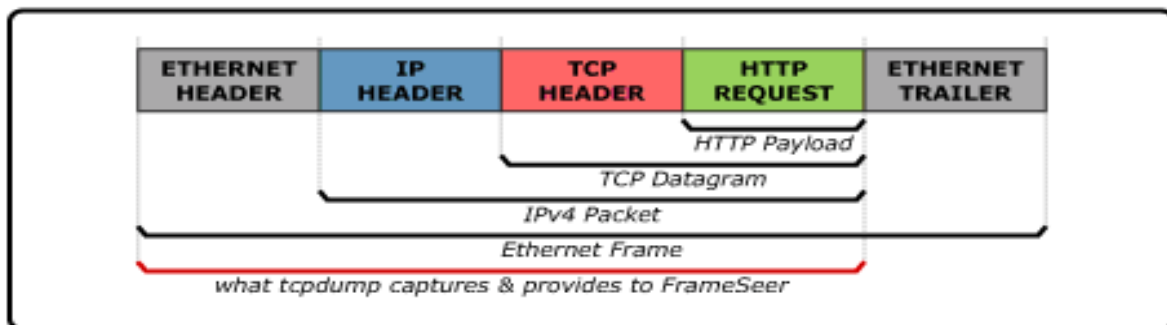 ETHERNET HEADER
IP HEADER
TCP HEADER
HTTP REQUEST
ETHERNET TRAILER
HTTP Payload
TCP Datagram
IPv4 Packet
Ethernet Frame
what tcpdump captures & provides to FrameSeer